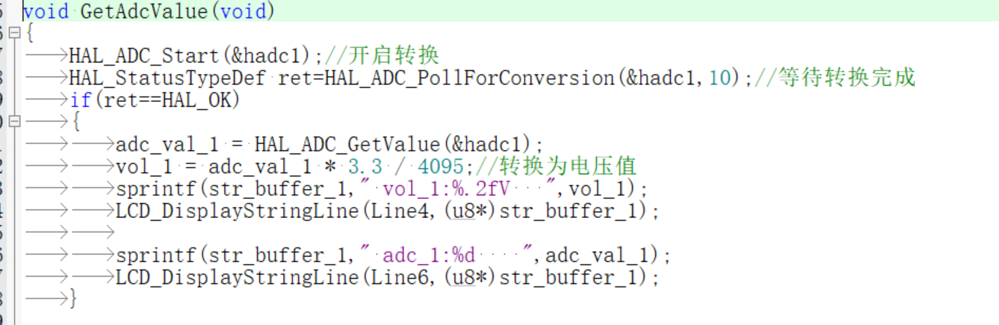 void GetAdcValue(void)
{
HAL_ADC_Start(&hadc1);//开启转换
HAL_StatusTypeDef ret=HAL_ADC_PollForConversion(&hadc1,10);//等待转换完成
if(ret==HAL_OK)
{
adc_val_1 = HAL_ADC_GetValue(&hadc1);
vol_1 = adc_val_1 * 3.3 / 4095;//转换为电压值
sprintf(str_buffer_1," vol_1:%.2fV   ",vol_1);
LCD_DisplayStringLine(Line4,(u8*)str_buffer_1);
sprintf(str_buffer_1," adc_1:%d    ",adc_val_1);
LCD_DisplayStringLine(Line6,(u8*)str_buffer_1);
}